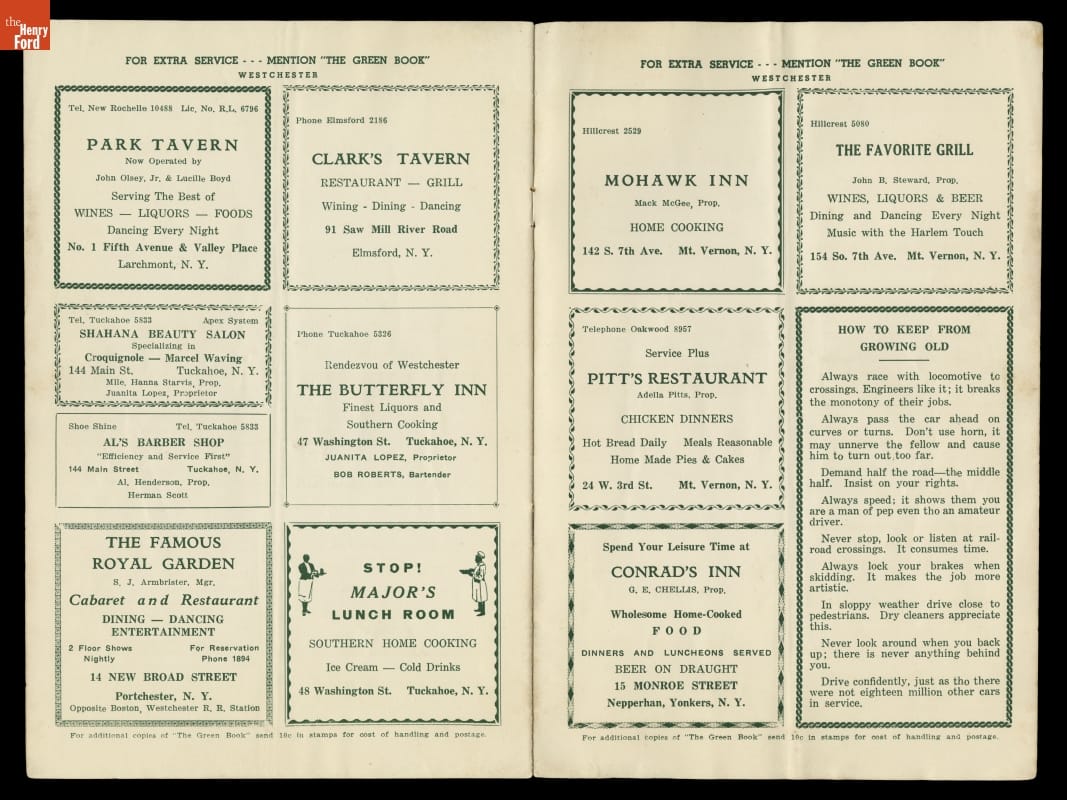 the
Henry
Ford
FOR EXTRA SERVICE - - - MENTION "THE GREEN BOOK"
WESTCHESTER
Tel. New Rochelle 10488 Lic. No. R.L. 6796
PARK TAVERN
Now Operated by
John Olsey, Jr. & Lucille Boyd
Serving The Best of
WINES — LIQUORS — FOODS
Dancing Every Night
No. 1 Fifth Avenue & Valley Place
Larchmont, N. Y.
Phone Elmsford 2186
CLARK'S TAVERN
RESTAURANT — GRILL
Wining - Dining - Dancing
91 Saw Mill River Road
Elmsford, N. Y.
Tel. Tuckahoe 5833 Apex System
SHAHANA BEAUTY SALON
Specializing in
Croquignole — Marcel Waving
144 Main St. Tuckahoe, N. Y.
Mlle, Hanna Starvis, Prop.
Juanita Lopez, Proprietor
Shoe Shine Tel. Tuckahoe 5833
AL'S BARBER SHOP
"Efficiency and Service First"
144 Main Street Tuckahoe, N. Y.
Al. Henderson, Prop.
Herman Scott
Phone Tuckahoe 5326
Rendezvou of Westchester
THE BUTTERFLY INN
Finest Liquors and
Southern Cooking
47 Washington St. Tuckahoe, N. Y.
JUANITA LOPEZ, Proprietor
BOB ROBERTS, Bartender
THE FAMOUS
ROYAL GARDEN
S. J. Armbrister, Mgr.
Cabaret and Restaurant
DINING — DANCING
ENTERTAINMENT
2 Floor Shows For Reservation
Nightly Phone 1894
14 NEW BROAD STREET
Portchester, N. Y.
Opposite Boston, Westchester R. R. Station
STOP!
MAJOR'S
LUNCH ROOM
SOUTHERN HOME COOKING
Ice Cream — Cold Drinks
48 Washington St. Tuckahoe, N. Y.
For additional copies of "The Green Book" send 10c in stamps for cost of handling and postage.
FOR EXTRA SERVICE - - - MENTION "THE GREEN BOOK"
WESTCHESTER
Hillcrest 2529
MOHAWK INN
Mack McGee, Prop.
HOME COOKING
142 S. 7th Ave. Mt. Vernon, N. Y.
Hillcrest 5080
THE FAVORITE GRILL
John B. Steward, Prop.
WINES, LIQUORS & BEER
Dining and Dancing Every Night
Music with the Harlem Touch
154 So. 7th Ave. Mt. Vernon, N. Y.
Telephone Oakwood 8957
Service Plus
PITT'S RESTAURANT
Adella Pitts, Prop.
CHICKEN DINNERS
Hot Bread Daily Meals Reasonable
Home Made Pies & Cakes
24 W. 3rd St. Mt. Vernon, N. Y.
Spend Your Leisure Time at
CONRAD'S INN
G. E. CHELLIS, Prop.
Wholesome Home-Cooked
FOOD
DINNERS AND LUNCHEONS SERVED
BEER ON DRAUGHT
15 MONROE STREET
Nepperhan, Yonkers, N. Y.
HOW TO KEEP FROM
GROWING OLD
Always race with locomotive to
crossings. Engineers like it; it breaks
the monotony of their jobs.
Always pass the car ahead on
curves or turns. Don't use horn, it
may unnerve the fellow and cause
him to turn out too far.
Demand half the road—the middle
half. Insist on your rights.
Always speed; it shows them you
are a man of pep even tho an amateur
driver.
Never stop, look or listen at rail-
road crossings. It consumes time.
Always lock your brakes when
skidding. It makes the job more
artistic.
In sloppy weather drive close to
pedestrians. Dry cleaners appreciate
this.
Never look around when you back
up; there is never anything behind
you.
Drive confidently, just as tho there
were not eighteen million other cars
in service.
For additional copies of "The Green Book" send 10c in stamps for cost of handling and postage.